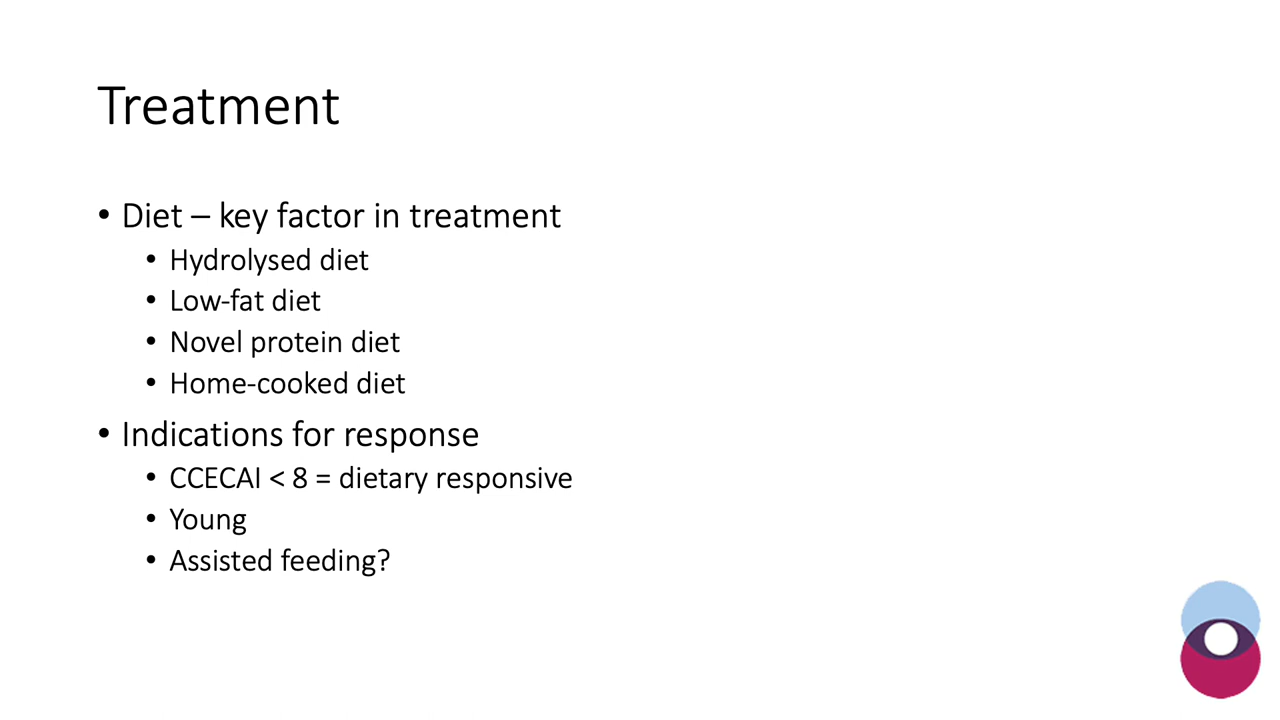 Treatment
• Diet – key factor in treatment
• Hydrolysed diet
• Low-fat diet
• Novel protein diet
• Home-cooked diet
• Indications for response
• CCECAI < 8 = dietary responsive
• Young
• Assisted feeding?